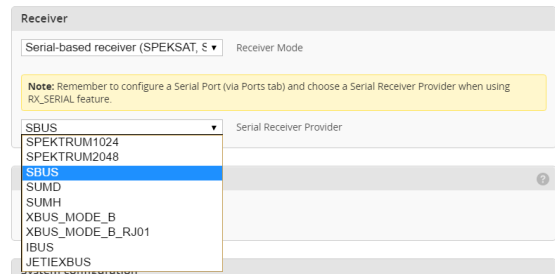 Receiver
Serial-based receiver (SPEKSAT, S Receiver Mode
Note: Remember to configure a Serial Port (via Ports tab) and choose a Serial Receiver Provider when using
RX_SERIAL feature.
SBUS Serial Receiver Provider
SPEKTRUM1024
SPEKTRUM2048
SBUS
SUMD
SUMH
XBUS_MODE_B
XBUS_MODE_B_RJ01
IBUS
JETIEXBUS
System configuration